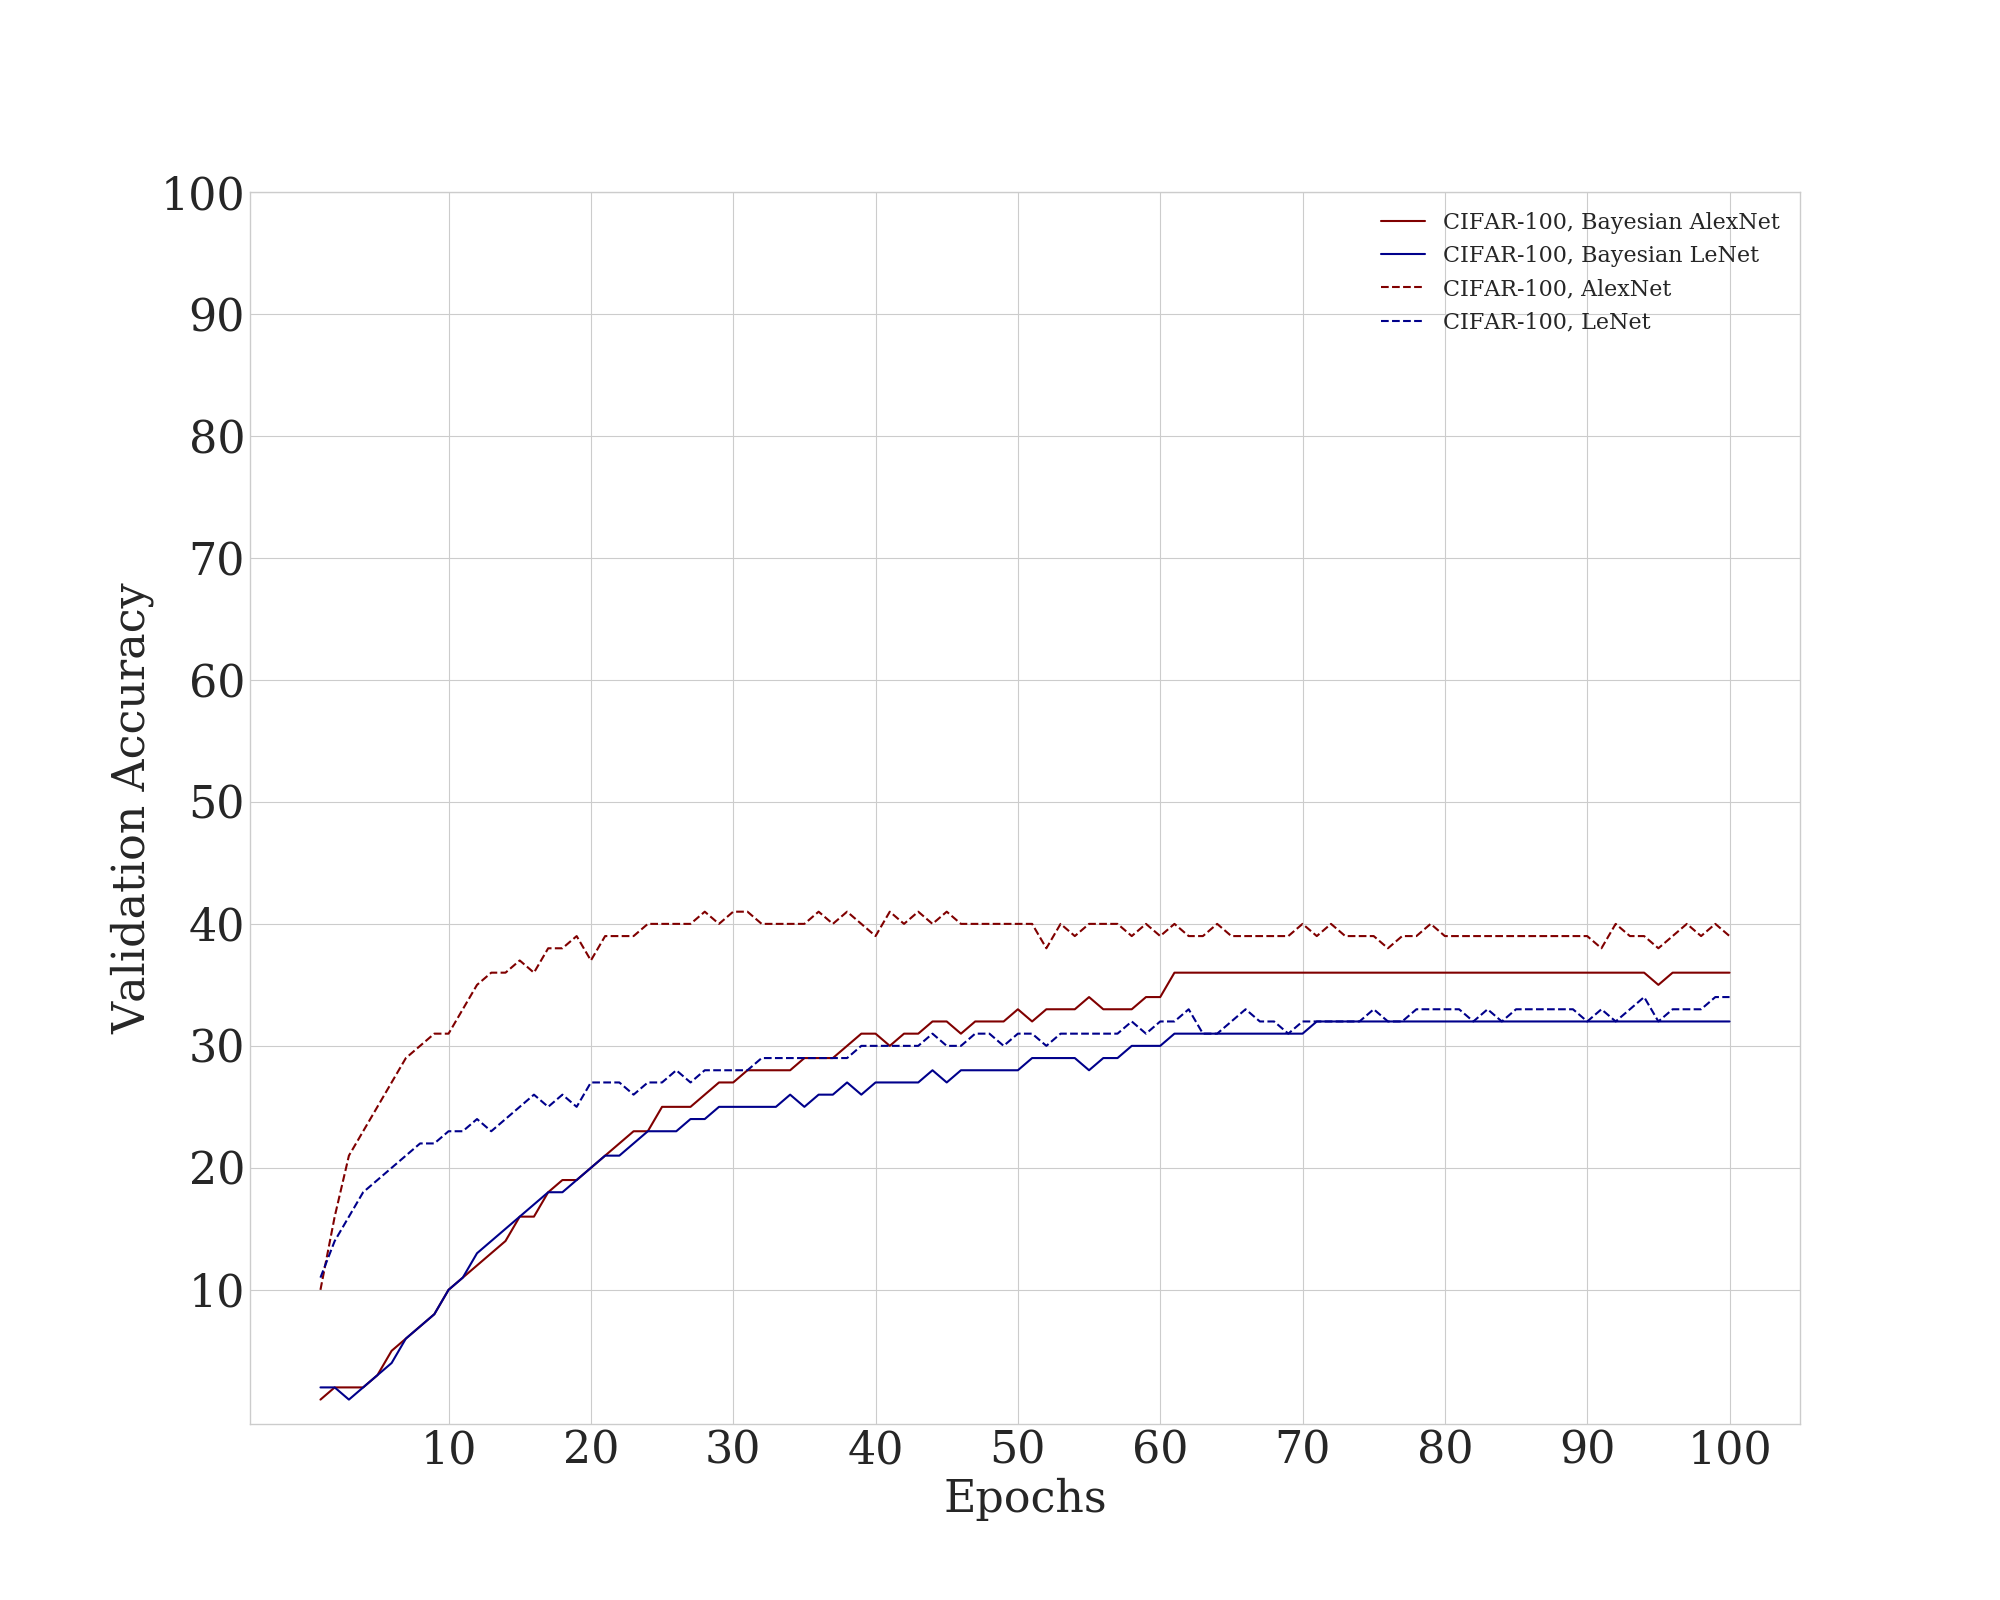 CIFAR-100, Bayesian AlexNet
CIFAR-100, Bayesian LeNet
CIFAR-100, AlexNet
CIFAR-100, LeNet
Validation Accuracy
100
90
80
70
60
50
40
30
20
10
10 20 30 40 50 60 70 80 90 100
Epochs